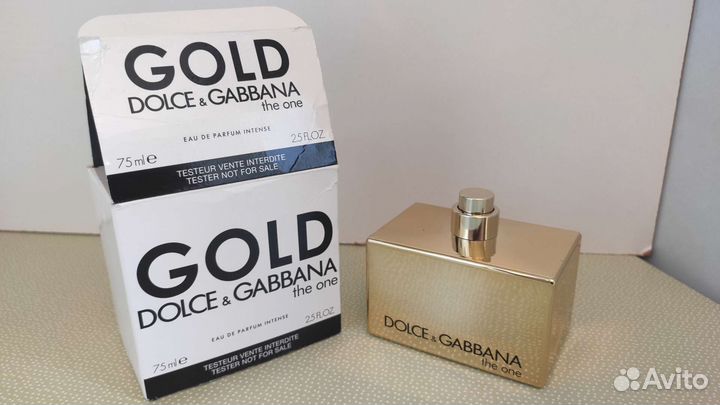 GOLD
DOLCE & GABBANA
the one
EAU DE PARFUM INTENSE
75 ml e 2.5 FL.OZ
TESTEUR VENTE INTERDITE
TESTER NOT FOR SALE
GOLD
DOLCE & GABBANA
the one
EAU DE PARFUM INTENSE
75 ml e 2.5 FL.OZ
TESTEUR VENTE INTERDITE
TESTER NOT FOR SALE
DOLCE & GABBANA
the one
Avito